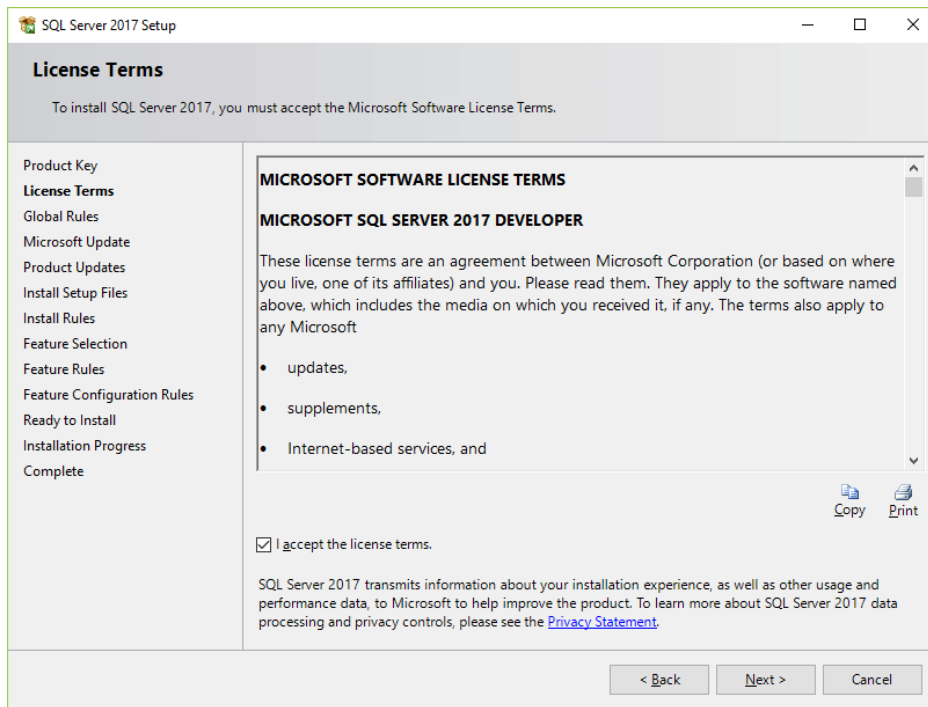 SQL Server 2017 Setup
License Terms
To install SQL Server 2017, you must accept the Microsoft Software License Terms.
Product Key
License Terms
Global Rules
Microsoft Update
Product Updates
Install Setup Files
Install Rules
Feature Selection
Feature Rules
Feature Configuration Rules
Ready to Install
Installation Progress
Complete
MICROSOFT SOFTWARE LICENSE TERMS
MICROSOFT SQL SERVER 2017 DEVELOPER
These license terms are an agreement between Microsoft Corporation (or based on where
you live, one of its affiliates) and you. Please read them. They apply to the software named
above, which includes the media on which you received it, if any. The terms also apply to
any Microsoft
• updates,
• supplements,
• Internet-based services, and
Copy
Print
I accept the license terms.
SQL Server 2017 transmits information about your installation experience, as well as other usage and
performance data, to Microsoft to help improve the product. To learn more about SQL Server 2017 data
processing and privacy controls, please see the Privacy Statement.
< Back
Next >
Cancel